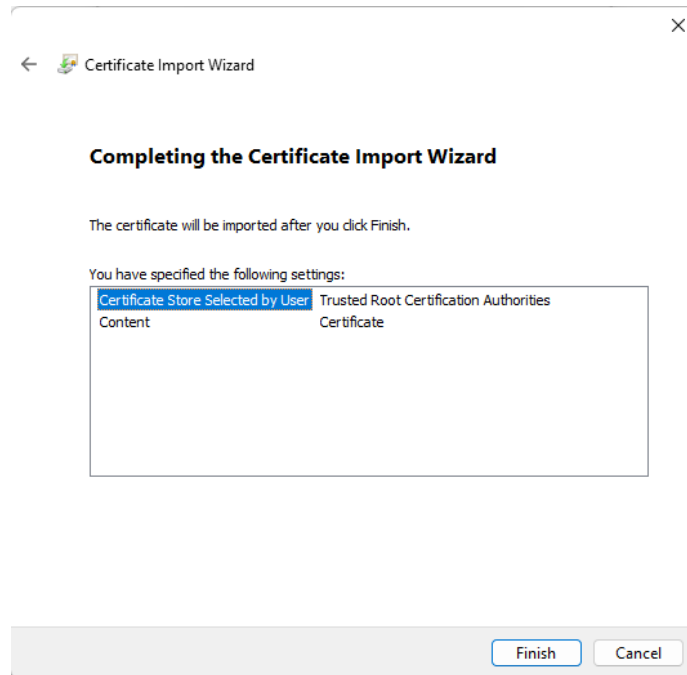 Certificate Import Wizard
Completing the Certificate Import Wizard
The certificate will be imported after you click Finish.
You have specified the following settings:
Certificate Store Selected by User Trusted Root Certification Authorities
Content Certificate
Finish Cancel